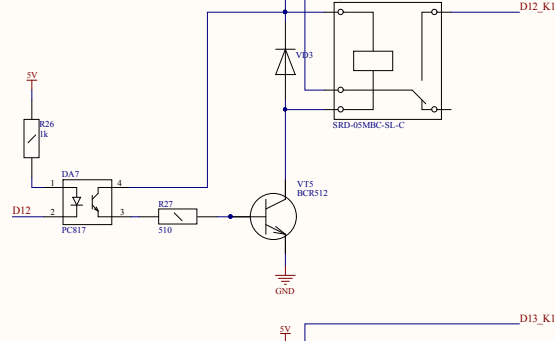 D12_K1
VD3
5V
R26
1k
SRD-05MBC-SL-C
DA7
1
4
VT5
BCR512
R27
D12
2
3
PC817
510
GND
D13_K1
5V